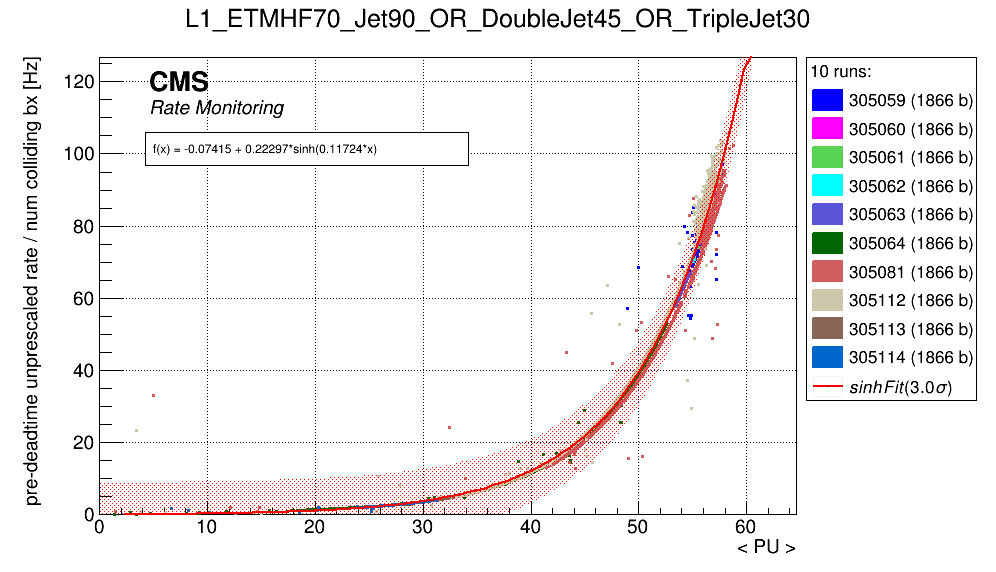 L1_ETMHF70_Jet90_OR_DoubleJet45_OR_TripleJet30
pre-deadtime unprescaled rate / num colliding bx [Hz]
CMS
Rate Monitoring
f(x) = -0.07415 + 0.22297*sinh(0.11724*x)
120
100
80
60
40
20
0
0 10 20 30 40 50 60
< PU >
10 runs:
305059 (1866 b)
305060 (1866 b)
305061 (1866 b)
305062 (1866 b)
305063 (1866 b)
305064 (1866 b)
305081 (1866 b)
305112 (1866 b)
305113 (1866 b)
305114 (1866 b)
sinhFit(3.0σ)